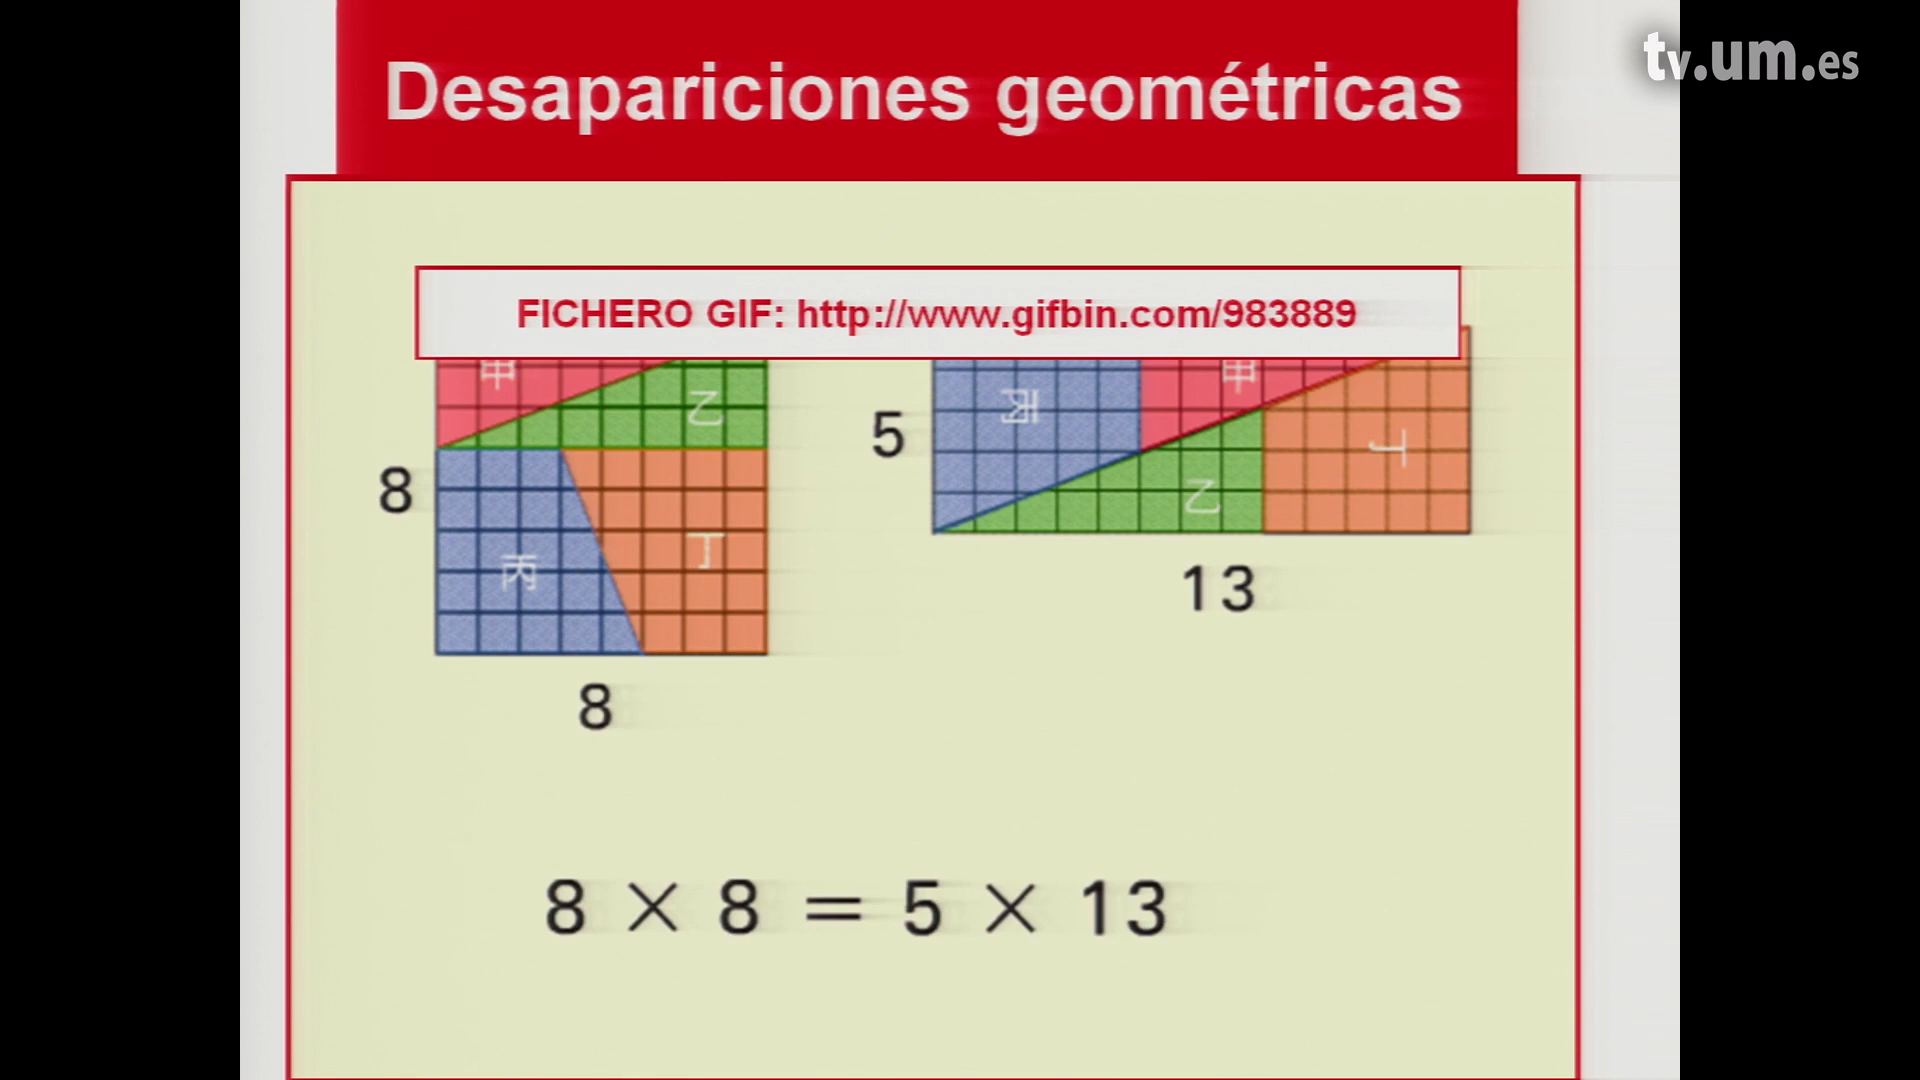 tv.um.es
Desapariciones geométricas
FICHERO GIF: http://www.gifbin.com/983889
甲
乙
8
丙
丁
8
5
丙
甲
乙
丁
13
8 × 8 = 5 × 13